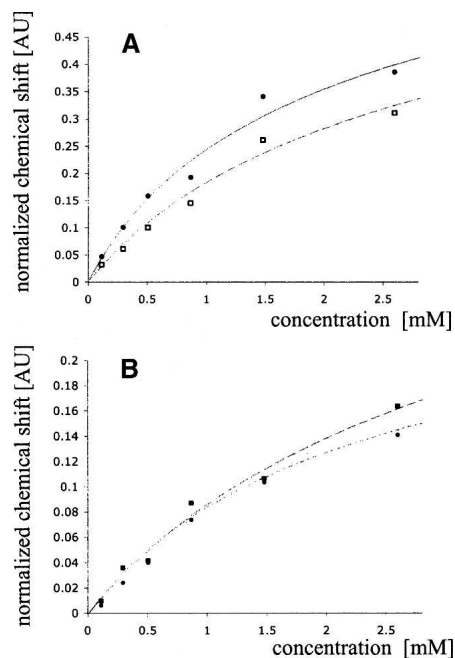 A
normalized chemical shift [AU]
0.45
0.4
0.35
0.3
0.25
0.2
0.15
0.1
0.05
0
0 0.5 1 1.5 2 2.5
concentration [mM]
B
normalized chemical shift [AU]
0.2
0.18
0.16
0.14
0.12
0.1
0.08
0.06
0.04
0.02
0
0 0.5 1 1.5 2 2.5
concentration [mM]